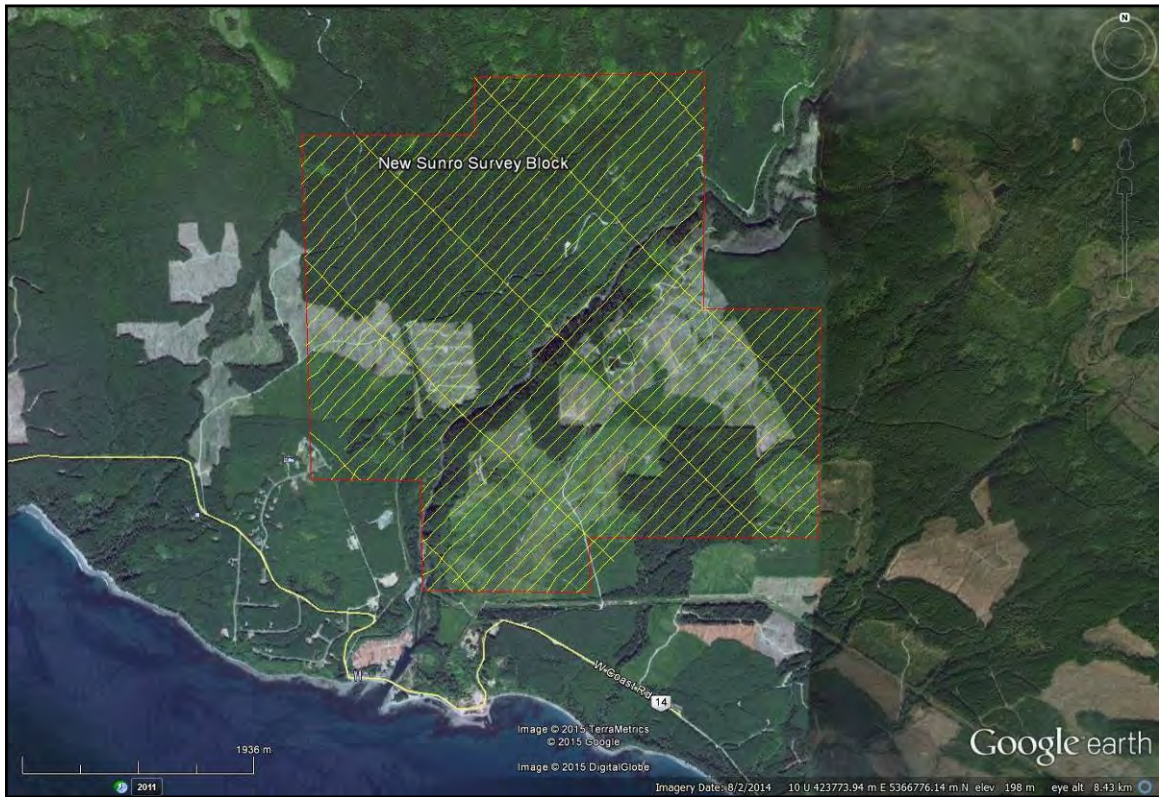 N
New Sunro Survey Block
W Coast Rd
14
Image © 2015 TerraMetrics
© 2015 Google
Image © 2015 DigitalGlobe
Google earth
1936 m
2011
Imagery Date: 8/2/2014 10 U 423773.94 m E 5366776.14 m N elev 198 m eye alt 8.43 km